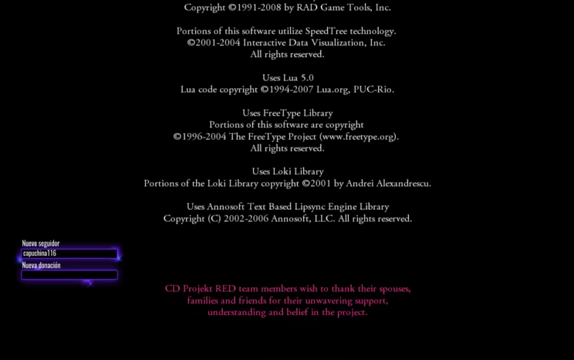 Copyright ©1991-2008 by RAD Game Tools, Inc.
Portions of this software utilize SpeedTree technology.
©2001-2004 Interactive Data Visualization, Inc.
All rights reserved.
Uses Lua 5.0
Lua code copyright ©1994-2007 Lua.org, PUC-Rio.
Uses FreeType Library
Portions of this software are copyright
©1996-2004 The FreeType Project (www.freetype.org).
All rights reserved.
Uses Loki Library
Portions of the Loki Library copyright ©2001 by Andrei Alexandrescu.
Uses Annosoft Text Based Lipsync Engine Library
Copyright (C) 2002-2006 Annosoft, LLC. All rights reserved.
Nuevo seguidor
capuchina116
Nueva donación
CD Projekt RED team members wish to thank their spouses,
families and friends for their unwavering support,
understanding and belief in the project.